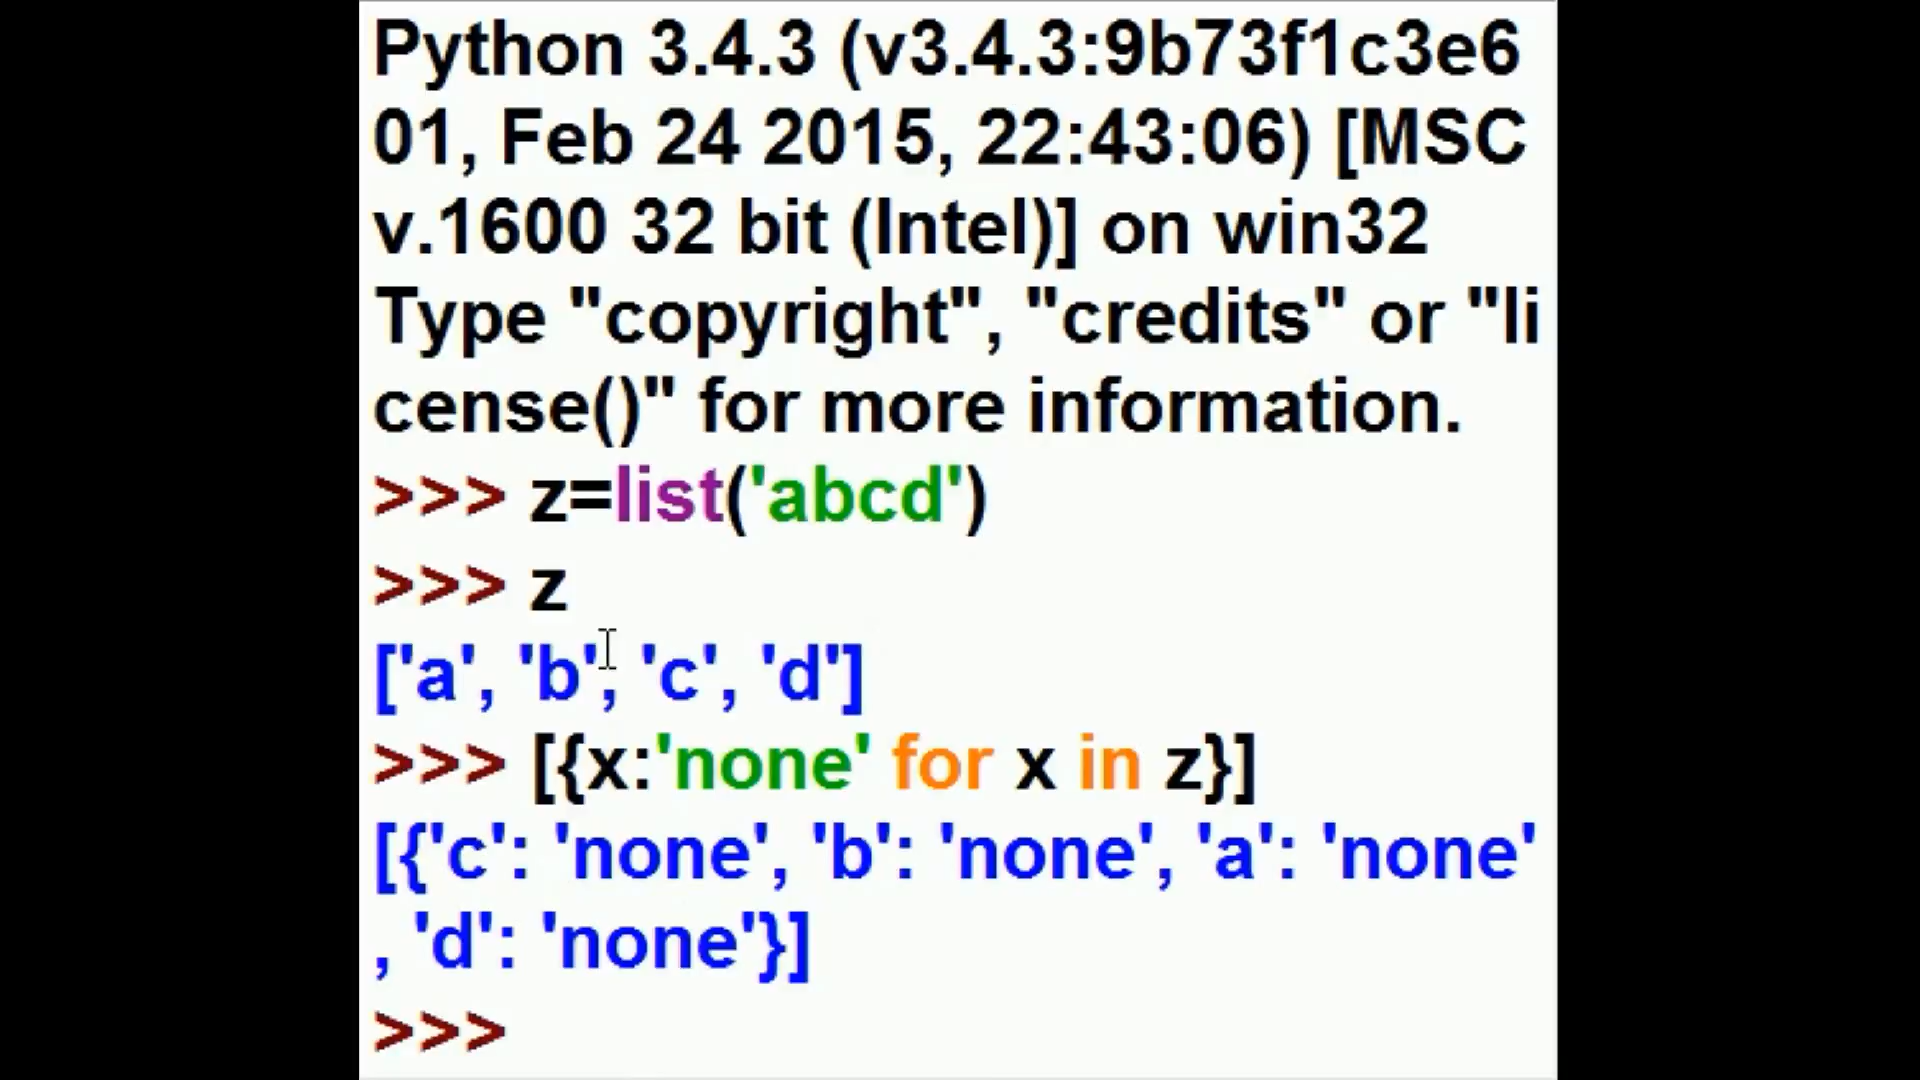 Python 3.4.3 (v3.4.3:9b73f1c3e6
01, Feb 24 2015, 22:43:06) [MSC
v.1600 32 bit (Intel)] on win32
Type "copyright", "credits" or "li
cense()" for more information.
>>> z=list('abcd')
>>> z
['a', 'b', 'c', 'd']
>>> [{x:'none' for x in z}]
[{'c': 'none', 'b': 'none', 'a': 'none'
, 'd': 'none'}]
>>>